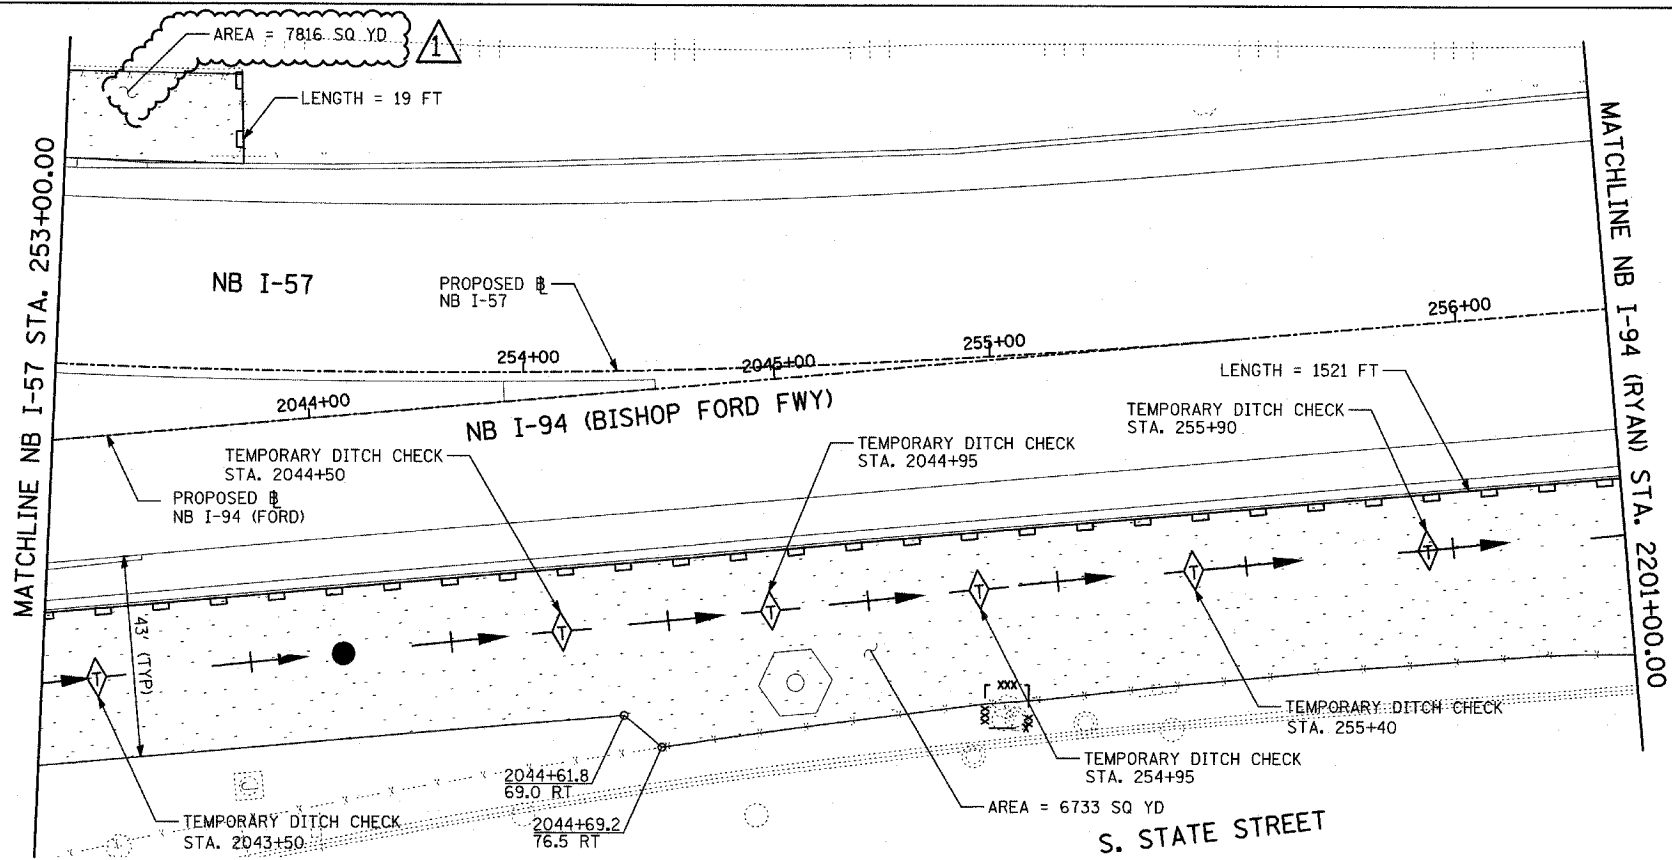 AREA = 7816 SQ YD
1
LENGTH = 19 FT
MATCHLINE NB I-57 STA. 253+00.00
MATCHLINE NB I-94 (RYAN) STA. 2201+00.00
NB I-57
PROPOSED BL
NB I-57
254+00
2045+00
255+00
256+00
2044+00
NB I-94 (BISHOP FORD FWY)
LENGTH = 1521 FT
TEMPORARY DITCH CHECK
STA. 255+90
TEMPORARY DITCH CHECK
STA. 2044+50
TEMPORARY DITCH CHECK
STA. 2044+95
PROPOSED BL
NB I-94 (FORD)
43' (TYP)
T
T
T
T
T
T
XXX
XX
XX
2044+61.8
69.0 RT
2044+69.2
76.5 RT
TEMPORARY DITCH CHECK
STA. 255+40
TEMPORARY DITCH CHECK
STA. 254+95
AREA = 6733 SQ YD
TEMPORARY DITCH CHECK
STA. 2043+50
S. STATE STREET